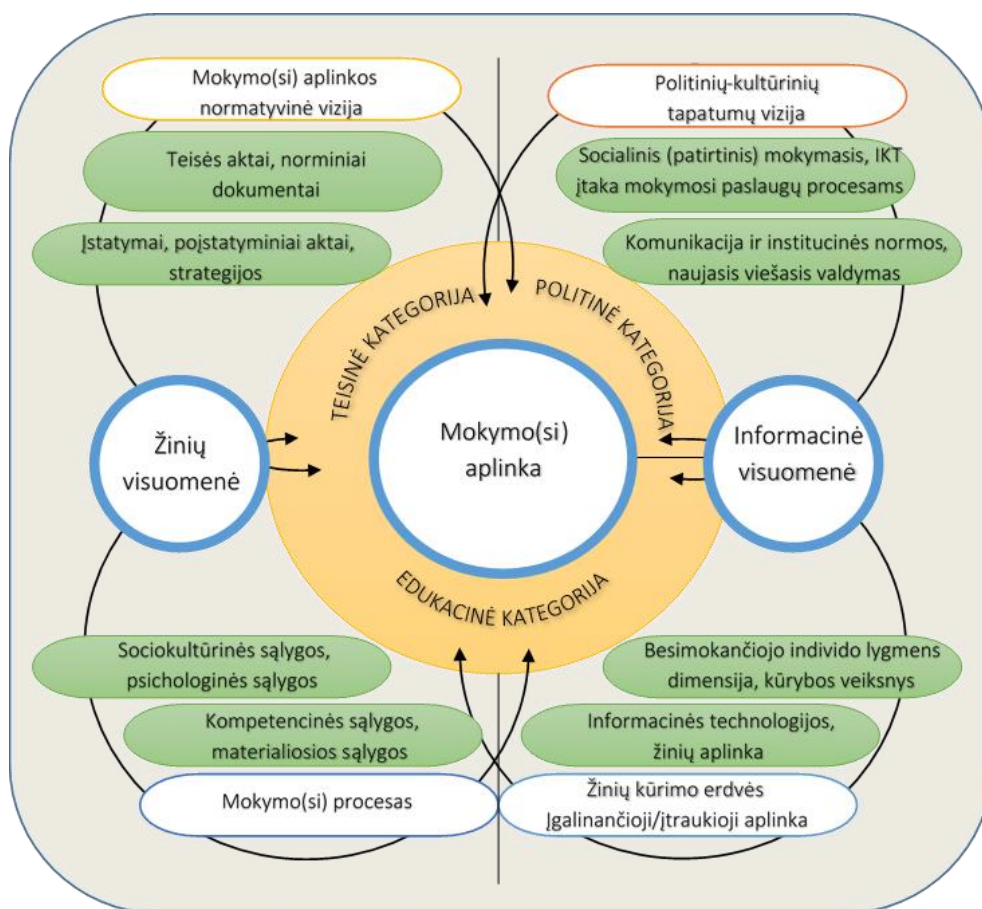 Mokymo(si) aplinkos
normatyvinė vizija
Teisės aktai, norminiai
dokumentai
Įstatymai, poįstatyminiai aktai,
strategijos
Politinių-kultūrinių
tapatumų vizija
Socialinis (patirtinis) mokymasis, IKT
įtaka mokymosi paslaugų procesams
Komunikacija ir institucinės normos,
naujasis viešasis valdymas
TEISINĖ KATEGORIJA
POLITINĖ KATEGORIJA
Žinių
visuomenė
Mokymo(si)
aplinka
Informacinė
visuomenė
EDUKACINĖ KATEGORIJA
Sociokultūrinės sąlygos,
psichologinės sąlygos
Kompetencinės sąlygos,
materialiosios sąlygos
Mokymo(si) procesas
Besimokančiojo individo lygmens
dimensija, kūrybos veiksnys
Informacinės technologijos,
žinių aplinka
Žinių kūrimo erdvės
Įgalinančioji/įtraukioji aplinka